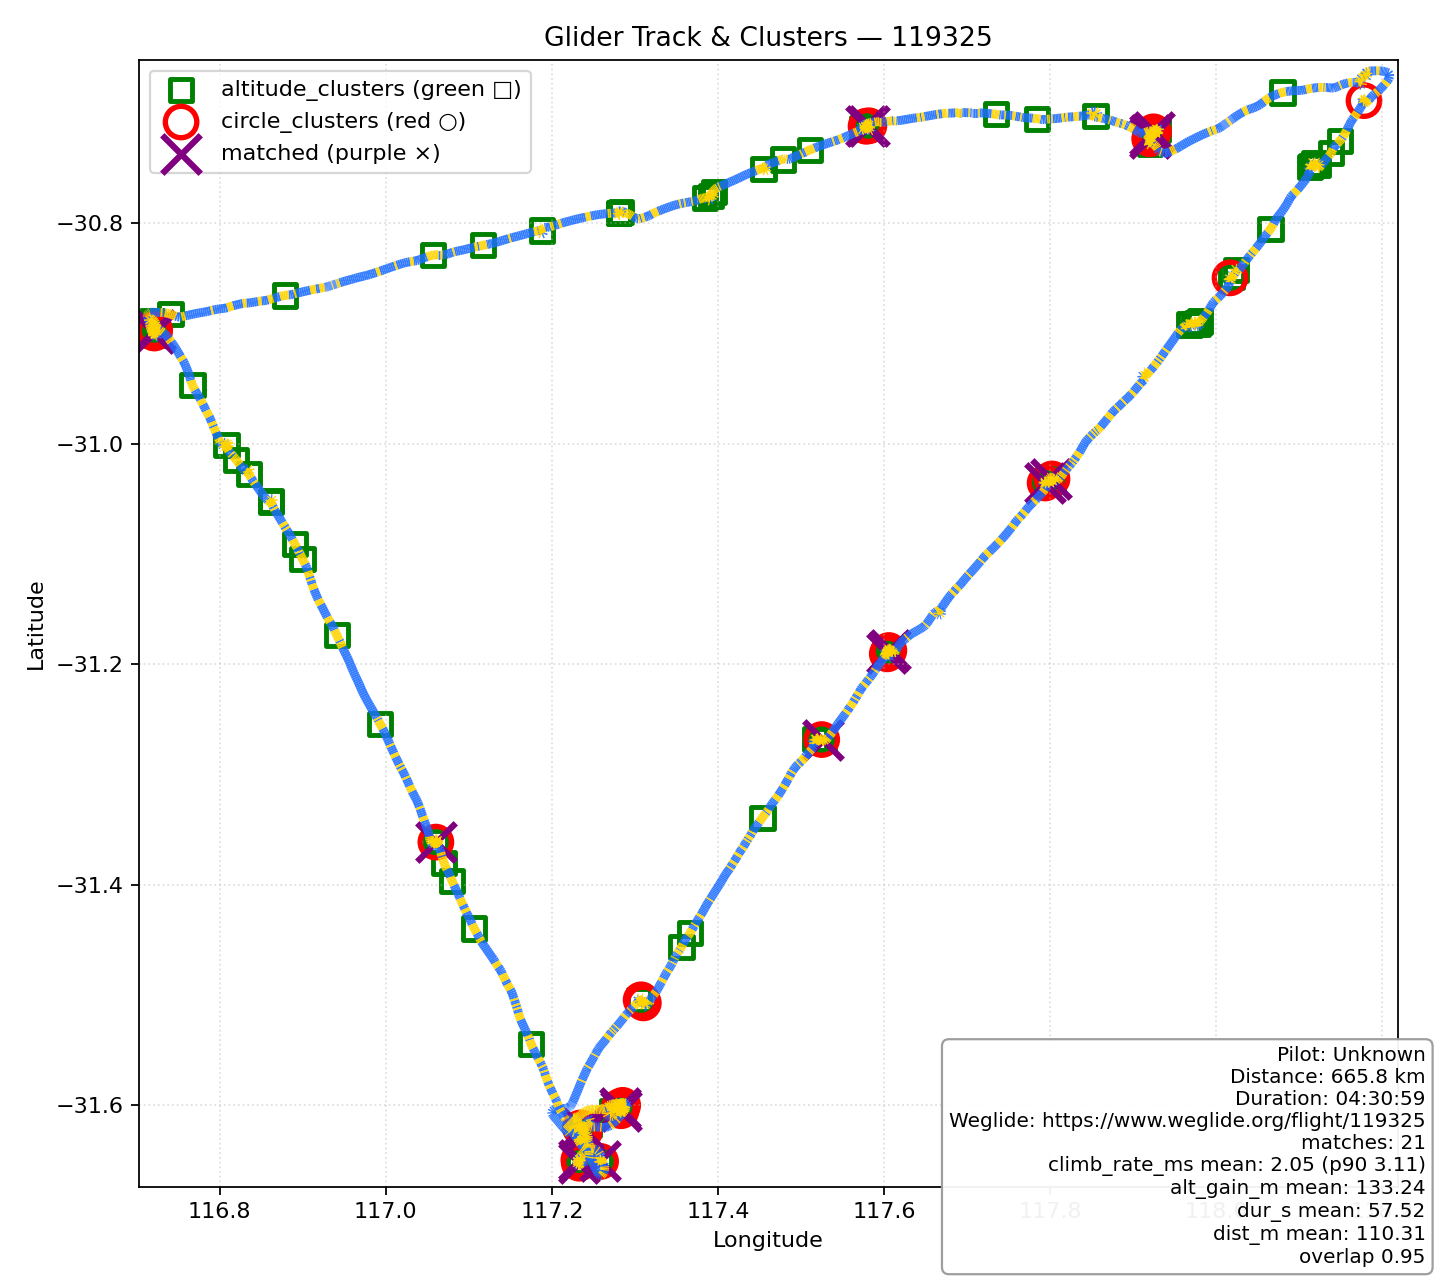 Glider Track & Clusters — 119325
altitude_clusters (green □)
circle_clusters (red ○)
matched (purple ×)
Latitude
−30.8
−31.0
−31.2
−31.4
−31.6
116.8
117.0
117.2
117.4
117.6
117.8
118.0
Longitude
Pilot: Unknown
Distance: 665.8 km
Duration: 04:30:59
Weglide: https://www.weglide.org/flight/119325
matches: 21
climb_rate_ms mean: 2.05 (p90 3.11)
alt_gain_m mean: 133.24
dur_s mean: 57.52
dist_m mean: 110.31
overlap 0.95